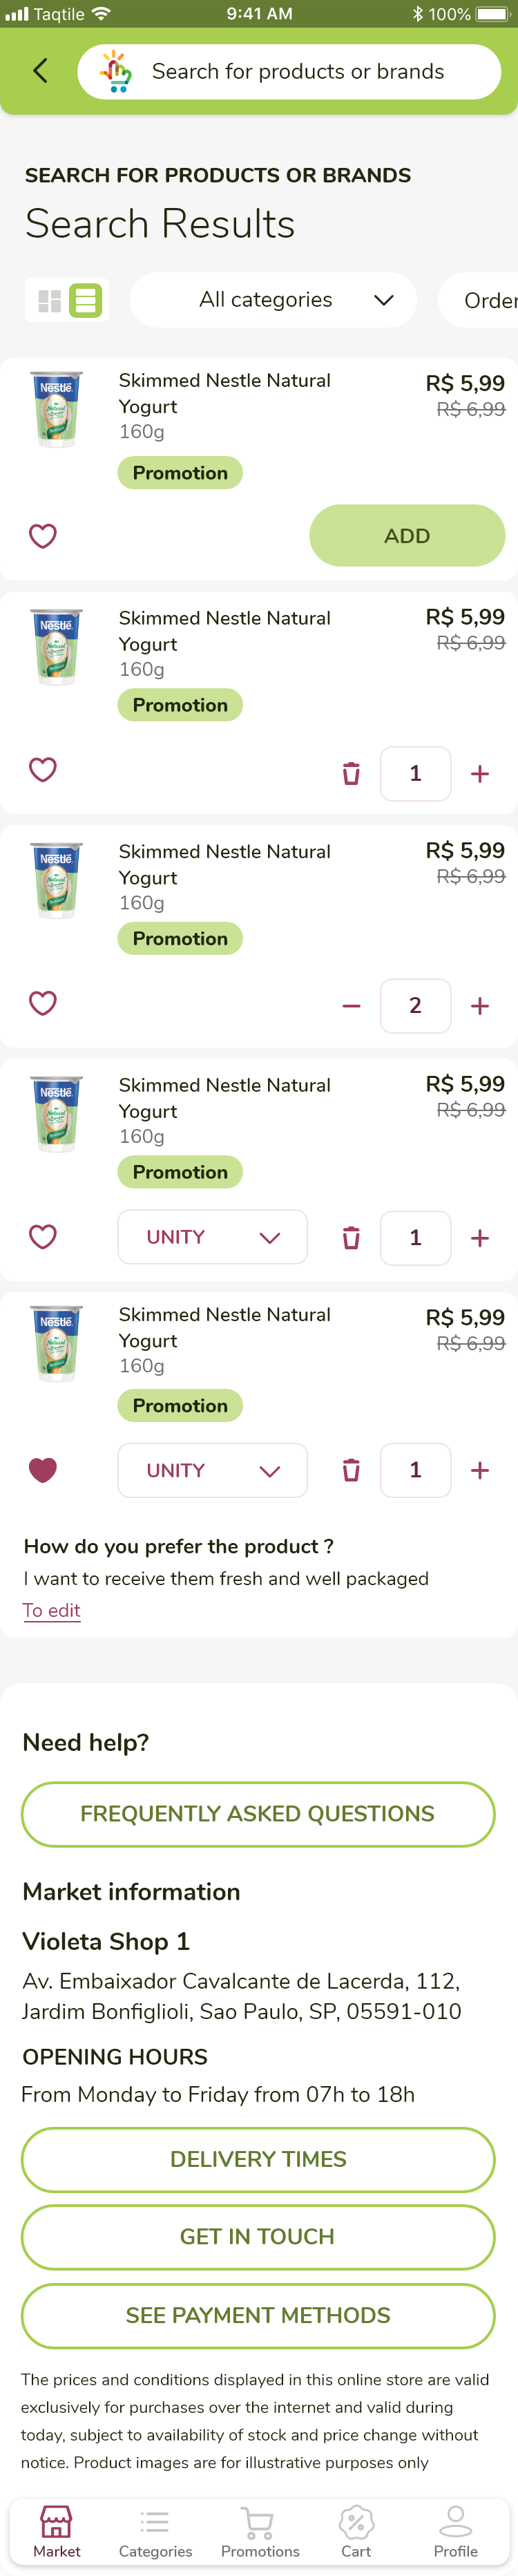 Taqtile 9:41 AM 100%
Search for products or brands
SEARCH FOR PRODUCTS OR BRANDS
Search Results
All categories Order
Skimmed Nestle Natural R$ 5,99
Yogurt R$ 6,99
160g
Promotion
ADD
Nestlé
Natural
Skimmed Nestle Natural R$ 5,99
Yogurt R$ 6,99
160g
Promotion
1
Nestlé
Natural
Skimmed Nestle Natural R$ 5,99
Yogurt R$ 6,99
160g
Promotion
2
Nestlé
Natural
Skimmed Nestle Natural R$ 5,99
Yogurt R$ 6,99
160g
Promotion
UNITY 1
Nestlé
Natural
Skimmed Nestle Natural R$ 5,99
Yogurt R$ 6,99
160g
Promotion
UNITY 1
Nestlé
Natural
How do you prefer the product ?
I want to receive them fresh and well packaged
To edit
Need help?
FREQUENTLY ASKED QUESTIONS
Market information
Violeta Shop 1
Av. Embaixador Cavalcante de Lacerda, 112,
Jardim Bonfiglioli, Sao Paulo, SP, 05591-010
OPENING HOURS
From Monday to Friday from 07h to 18h
DELIVERY TIMES
GET IN TOUCH
SEE PAYMENT METHODS
The prices and conditions displayed in this online store are valid
exclusively for purchases over the internet and valid during
today, subject to availability of stock and price change without
notice. Product images are for illustrative purposes only
Market Categories Promotions Cart Profile